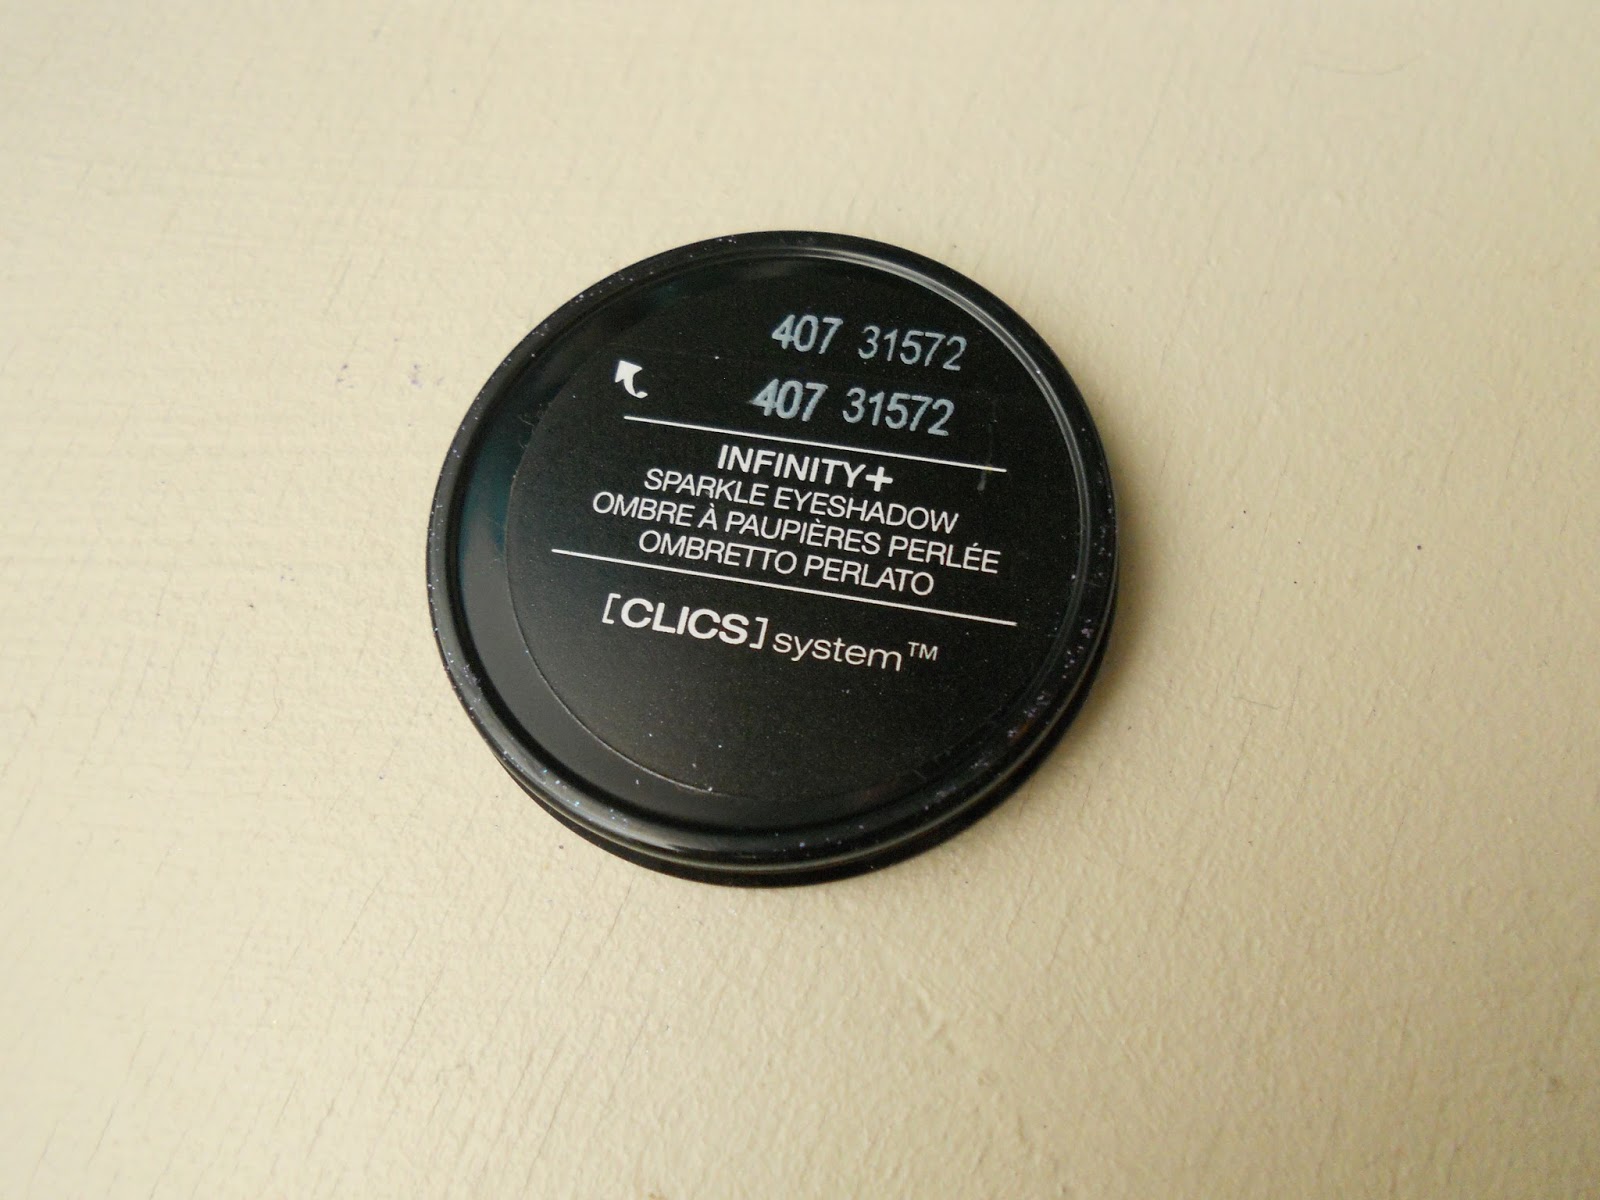 407 31572
407 31572
INFINITY+
SPARKLE EYESHADOW
OMBRE À PAUPIÈRES PERLÉE
OMBRETTO PERLATO
[CLICS] system™